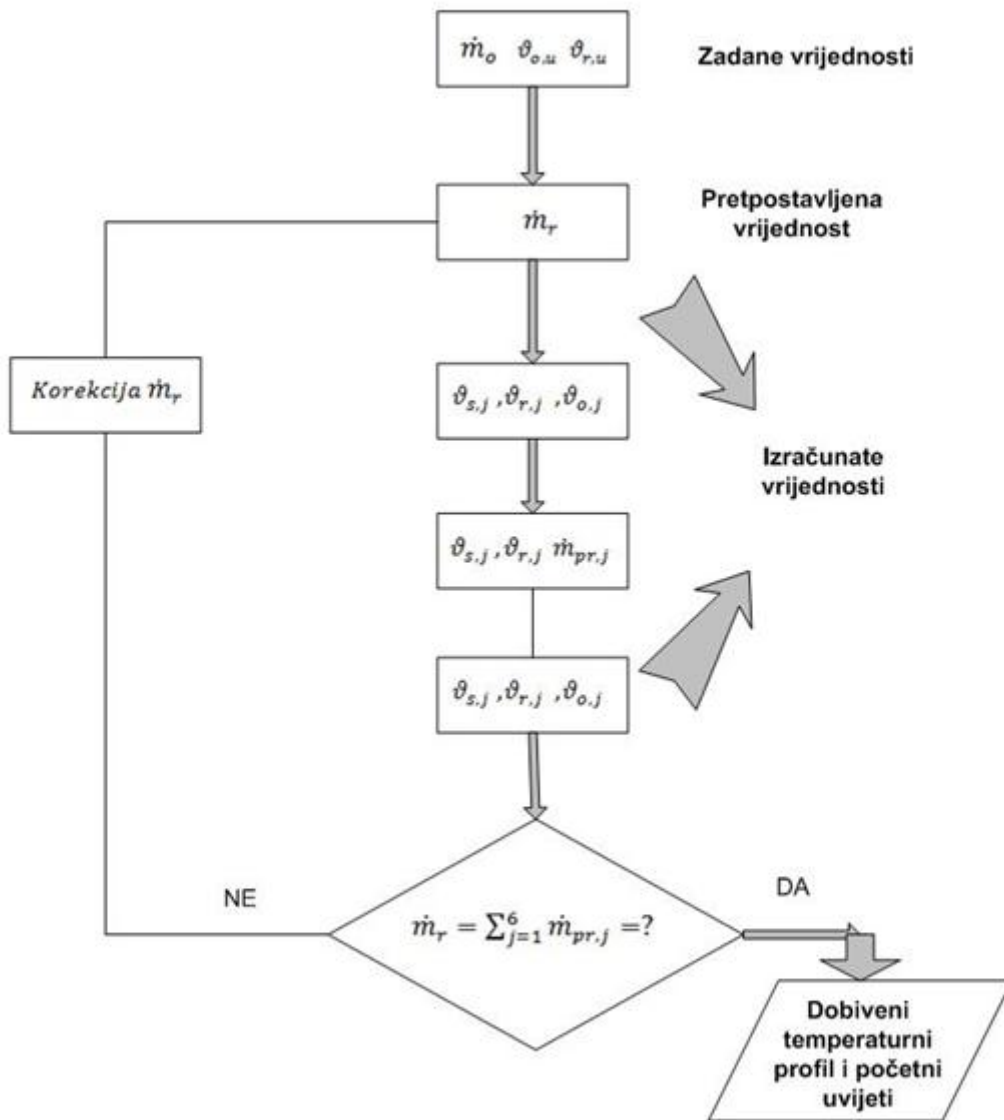 ṁₒ ϑₒ,ᵤ ϑᵣ,ᵤ
Zadane vrijednosti
ṁᵣ
Pretpostavljena
vrijednost
Korekcija ṁᵣ
ϑₛ,ⱼ ,ϑᵣ,ⱼ ,ϑₒ,ⱼ
Izračunate
vrijednosti
ϑₛ,ⱼ ,ϑᵣ,ⱼ ṁₚᵣ,ⱼ
ϑₛ,ⱼ ,ϑᵣ,ⱼ ,ϑₒ,ⱼ
NE
DA
ṁᵣ = ∑⁶ⱼ₌₁ ṁₚᵣ,ⱼ =?
Dobiveni
temperaturni
profil i početni
uvijeti